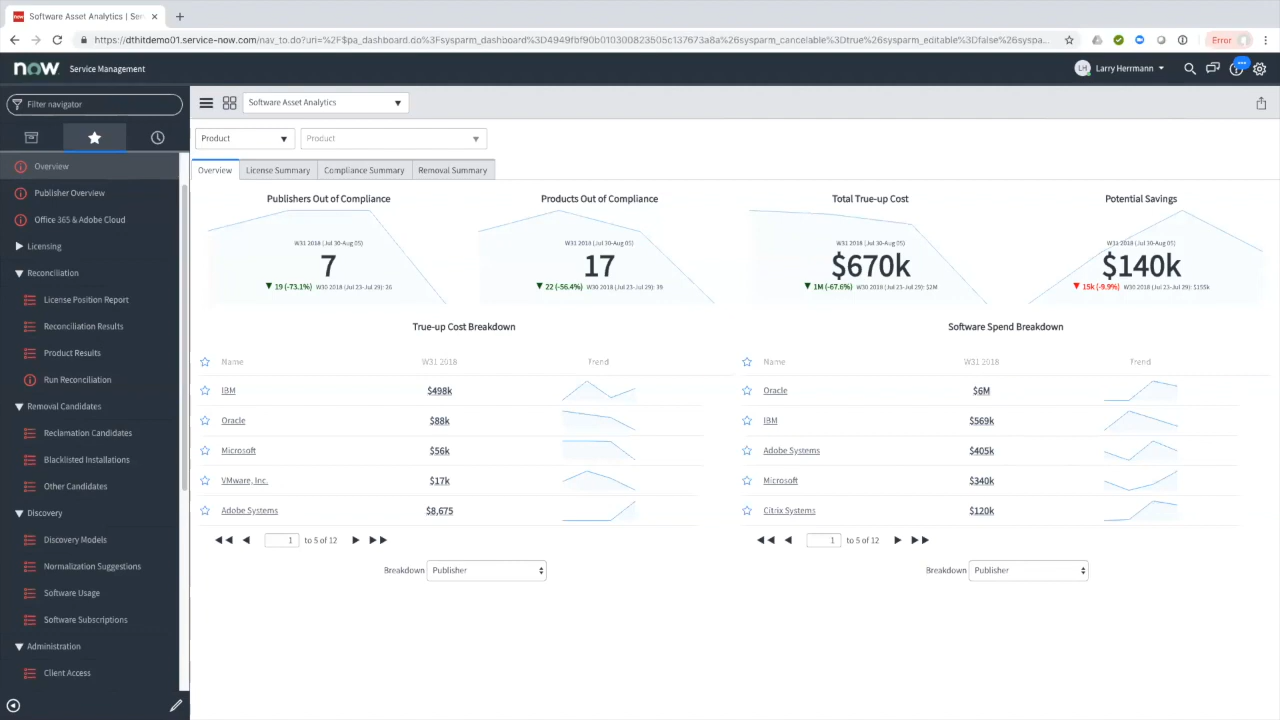 Software Asset Analytics | Ser
https://dthitdemo01.service-now.com/nav_to.do?uri=%2F$pa_dashboard.do%3Fsysparm_dashboard%3D4949fbf90b010300823505c137673a8a%26sysparm_cancelable%3Dtrue%26sysparm_editable%3Dfalse%26syspa...
Error
now
Service Management
LH
Larry Herrmann
Filter navigator
Software Asset Analytics
Product
Product
Overview
License Summary
Compliance Summary
Removal Summary
Overview
Publisher Overview
Office 365 & Adobe Cloud
Licensing
Reconciliation
License Position Report
Reconciliation Results
Product Results
Run Reconciliation
Removal Candidates
Reclamation Candidates
Blacklisted Installations
Other Candidates
Discovery
Discovery Models
Normalization Suggestions
Software Usage
Software Subscriptions
Administration
Client Access
Publishers Out of Compliance
W31 2018 (Jul 30-Aug 05)
7
▼ 19 (-73.1%) W30 2018 (Jul 23-Jul 29): 26
Products Out of Compliance
W31 2018 (Jul 30-Aug 05)
17
▼ 22 (-56.4%) W30 2018 (Jul 23-Jul 29): 39
Total True-up Cost
W31 2018 (Jul 30-Aug 05)
$670k
▼ 1M (-67.6%) W30 2018 (Jul 23-Jul 29): $2M
Potential Savings
W31 2018 (Jul 30-Aug 05)
$140k
▼ 15k (-9.9%) W30 2018 (Jul 23-Jul 29): $155k
True-up Cost Breakdown
Name W31 2018 Trend
IBM $498k
Oracle $88k
Microsoft $56k
VMware, Inc. $17k
Adobe Systems $8,675
1 to 5 of 12
Breakdown Publisher
Software Spend Breakdown
Name W31 2018 Trend
Oracle $6M
IBM $569k
Adobe Systems $405k
Microsoft $340k
Citrix Systems $120k
1 to 5 of 12
Breakdown Publisher